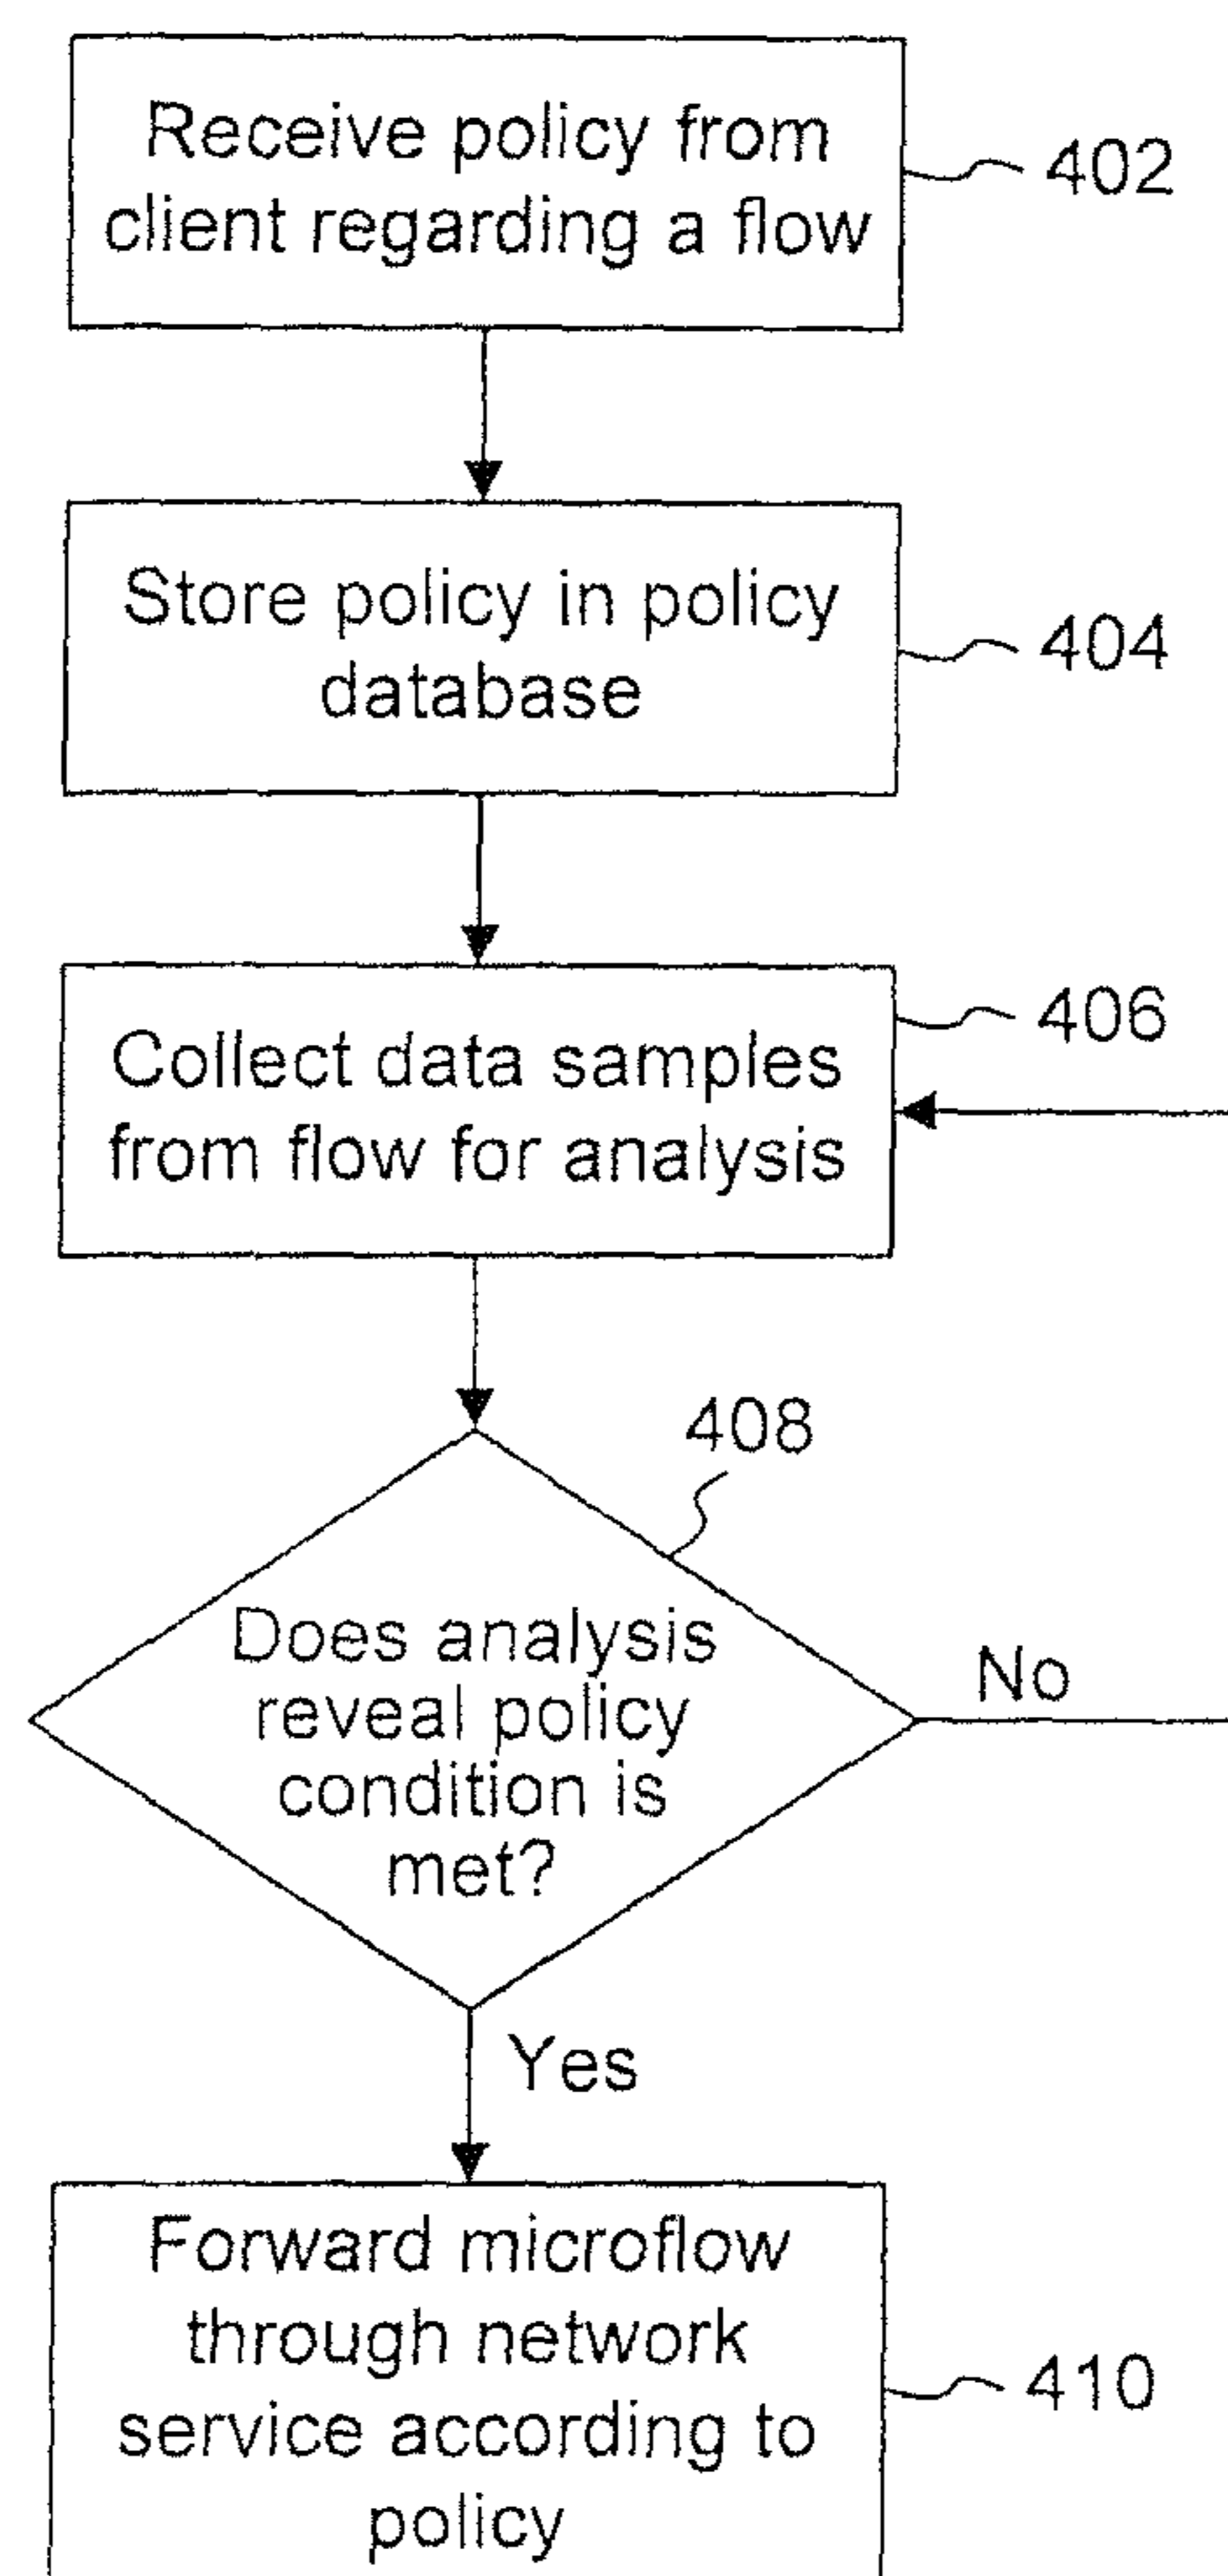 Receive policy from
client regarding a flow
402
Store policy in policy
database
404
406
Collect data samples
from flow for analysis
408
Does analysis
reveal policy
condition is
met?
No
Yes
Forward microflow
through network
service according to
policy
410